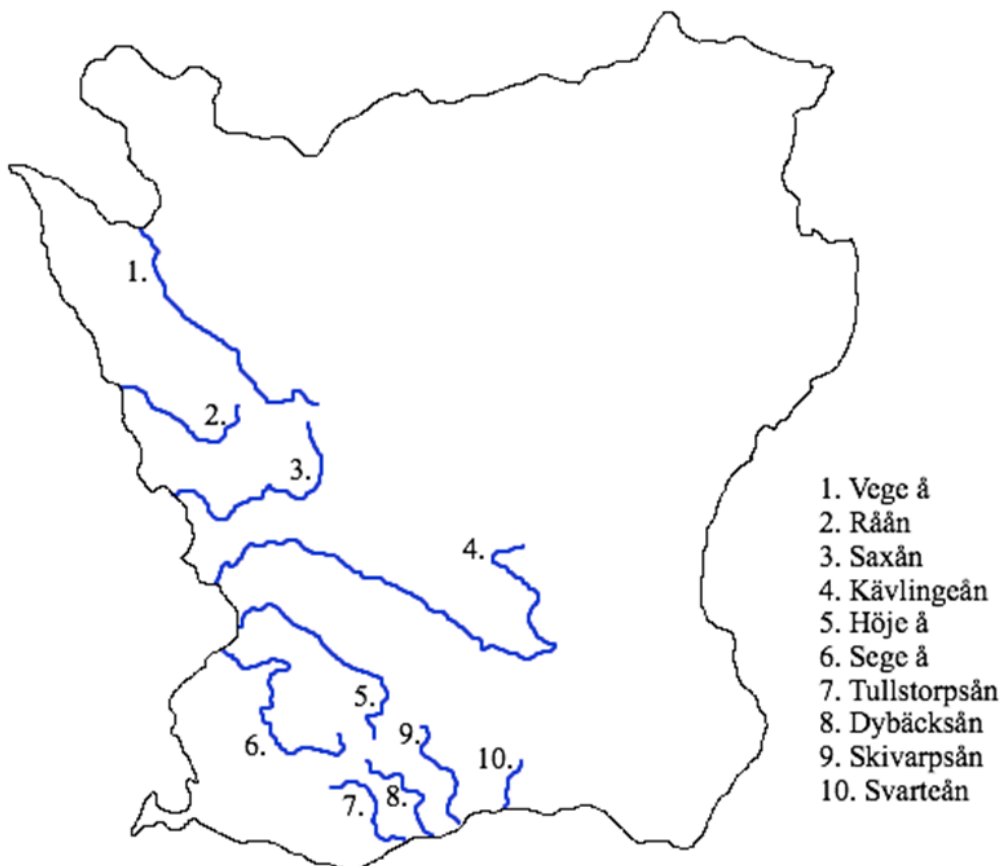 1.
2.
3.
4.
5.
6.
7.
8.
9.
10.
1. Vege å
2. Råån
3. Saxån
4. Kävlingeån
5. Höje å
6. Sege å
7. Tullstorpsån
8. Dybäcksån
9. Skivarpsån
10. Svarteån